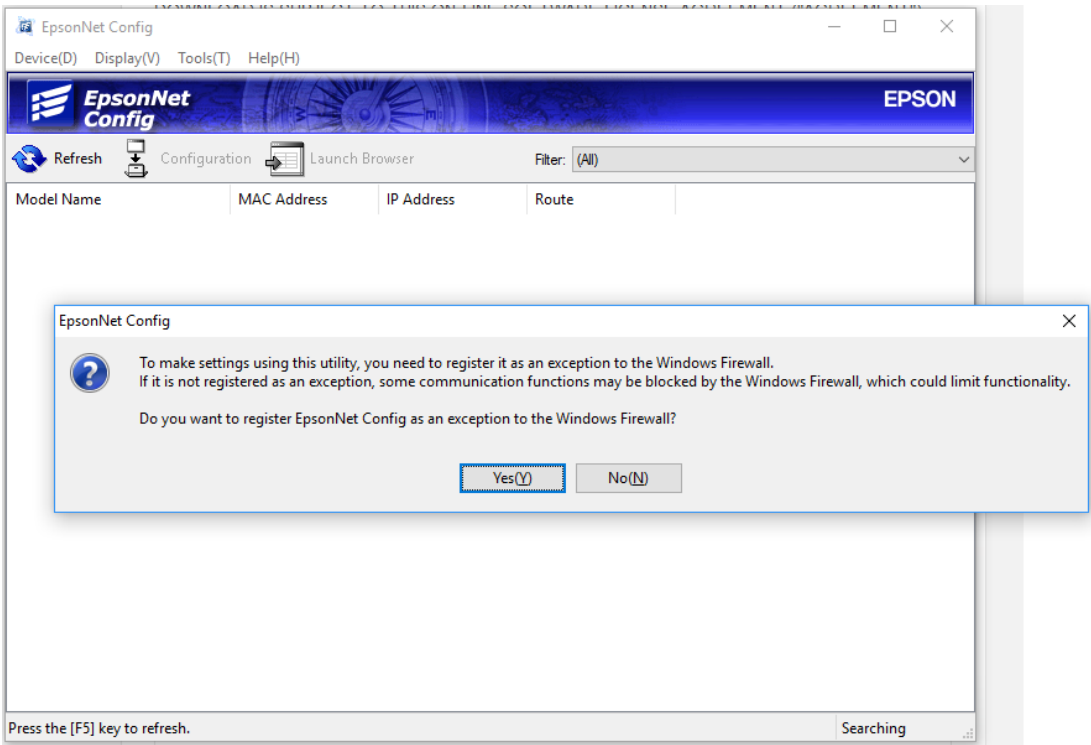 EpsonNet Config
Device(D) Display(V) Tools(T) Help(H)
EpsonNet
Config
EPSON
Refresh Configuration Launch Browser Filter: (All)
Model Name MAC Address IP Address Route
EpsonNet Config
To make settings using this utility, you need to register it as an exception to the Windows Firewall.
If it is not registered as an exception, some communication functions may be blocked by the Windows Firewall, which could limit functionality.
Do you want to register EpsonNet Config as an exception to the Windows Firewall?
Yes(Y) No(N)
Press the [F5] key to refresh. Searching